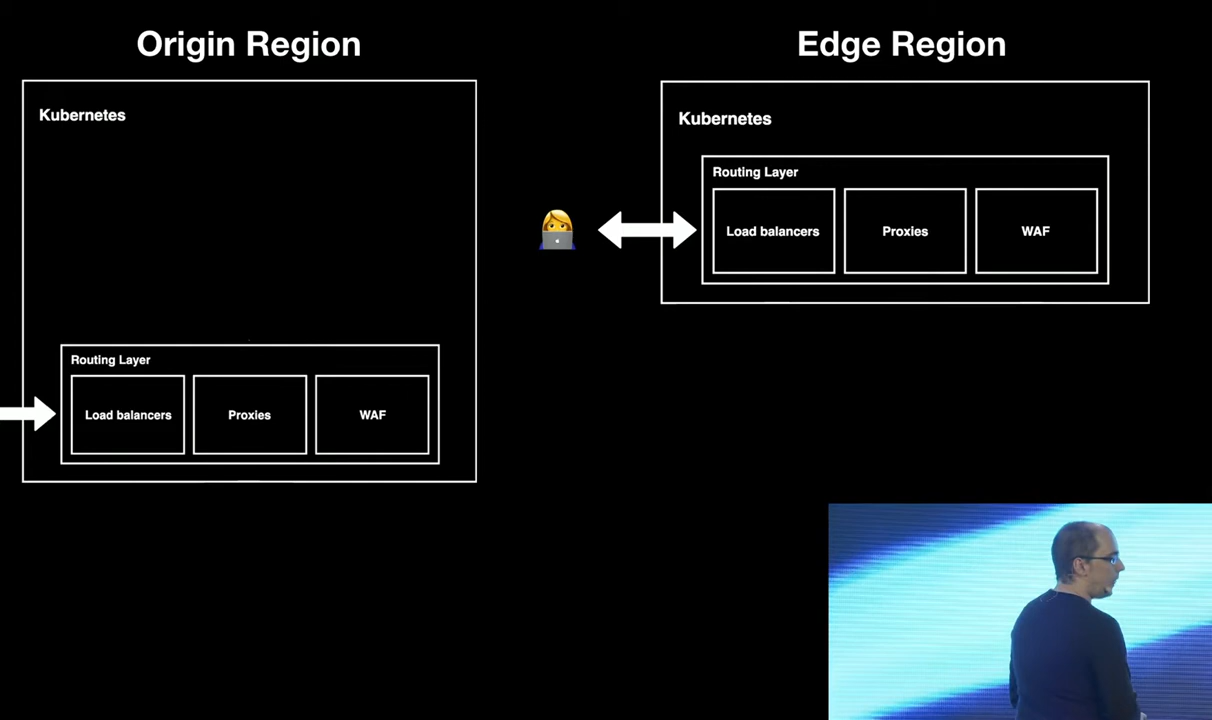 Origin Region
Kubernetes
Routing Layer
Load balancers
Proxies
WAF
Edge Region
Kubernetes
Routing Layer
Load balancers
Proxies
WAF